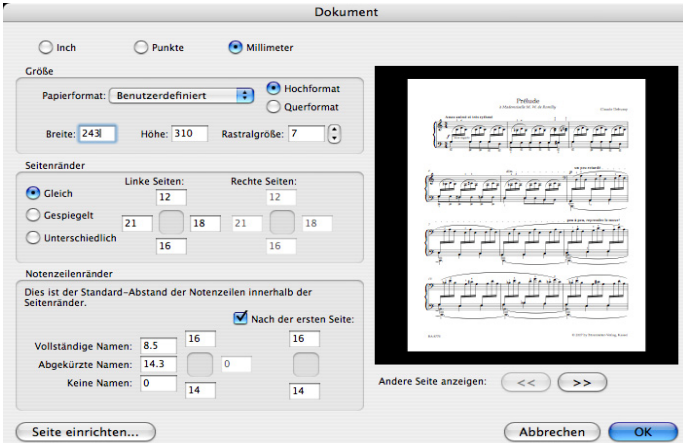 Dokument
Inch
Punkte
Millimeter
Größe
Papierformat: Benutzerdefiniert
Hochformat
Querformat
Breite: 243
Höhe: 310
Rastralgröße: 7
Seitenränder
Linke Seiten:
Rechte Seiten:
Gleich
12
12
Gespiegelt
21
18
21
18
Unterschiedlich
16
16
Notenzeilenränder
Dies ist der Standard-Abstand der Notenzeilen innerhalb der
Seitenränder.
Nach der ersten Seite:
Vollständige Namen: 8.5
16
16
Abgekürzte Namen: 14.3
0
Keine Namen: 0
14
14
Prélude
Andere Seite anzeigen:
<<
>>
Seite einrichten...
Abbrechen
OK